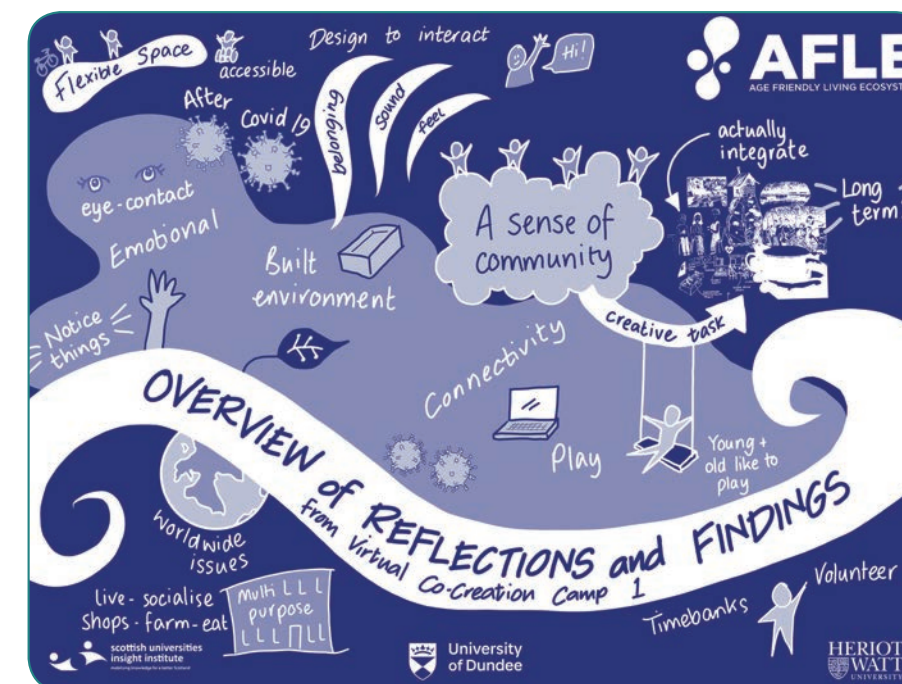 Flexible Space
accessible
Design to interact
Hi!
AFLE
AGE FRIENDLY LIVING ECOSYST
After
Covid 19
belonging
sound
feel
actually
integrate
Long
term
eye-contact
Emotional
A sense of
community
Built
environment
creative task
Notice
things
Connectivity
Play
Young +
old like to
play
OVERVIEW of REFLECTIONS and FINDINGS
from Virtual Co-Creation Camp 1
worldwide
issues
live - socialise
Shops - farm - eat
Multi
purpose
Timebanks
Volunteer
scottish universities
insight institute
University
of Dundee
HERIOT
WATT
UNIVERSITY